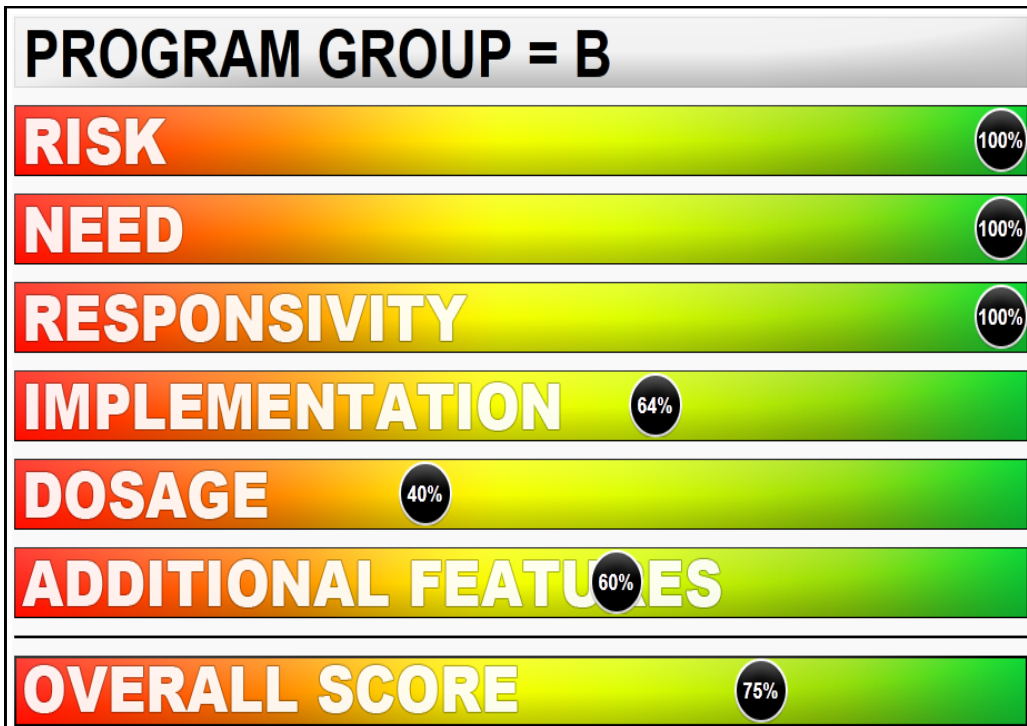 PROGRAM GROUP = B
RISK 100%
NEED 100%
RESPONSIVITY 100%
IMPLEMENTATION 64%
DOSAGE 40%
ADDITIONAL FEATURES 60%
OVERALL SCORE 75%